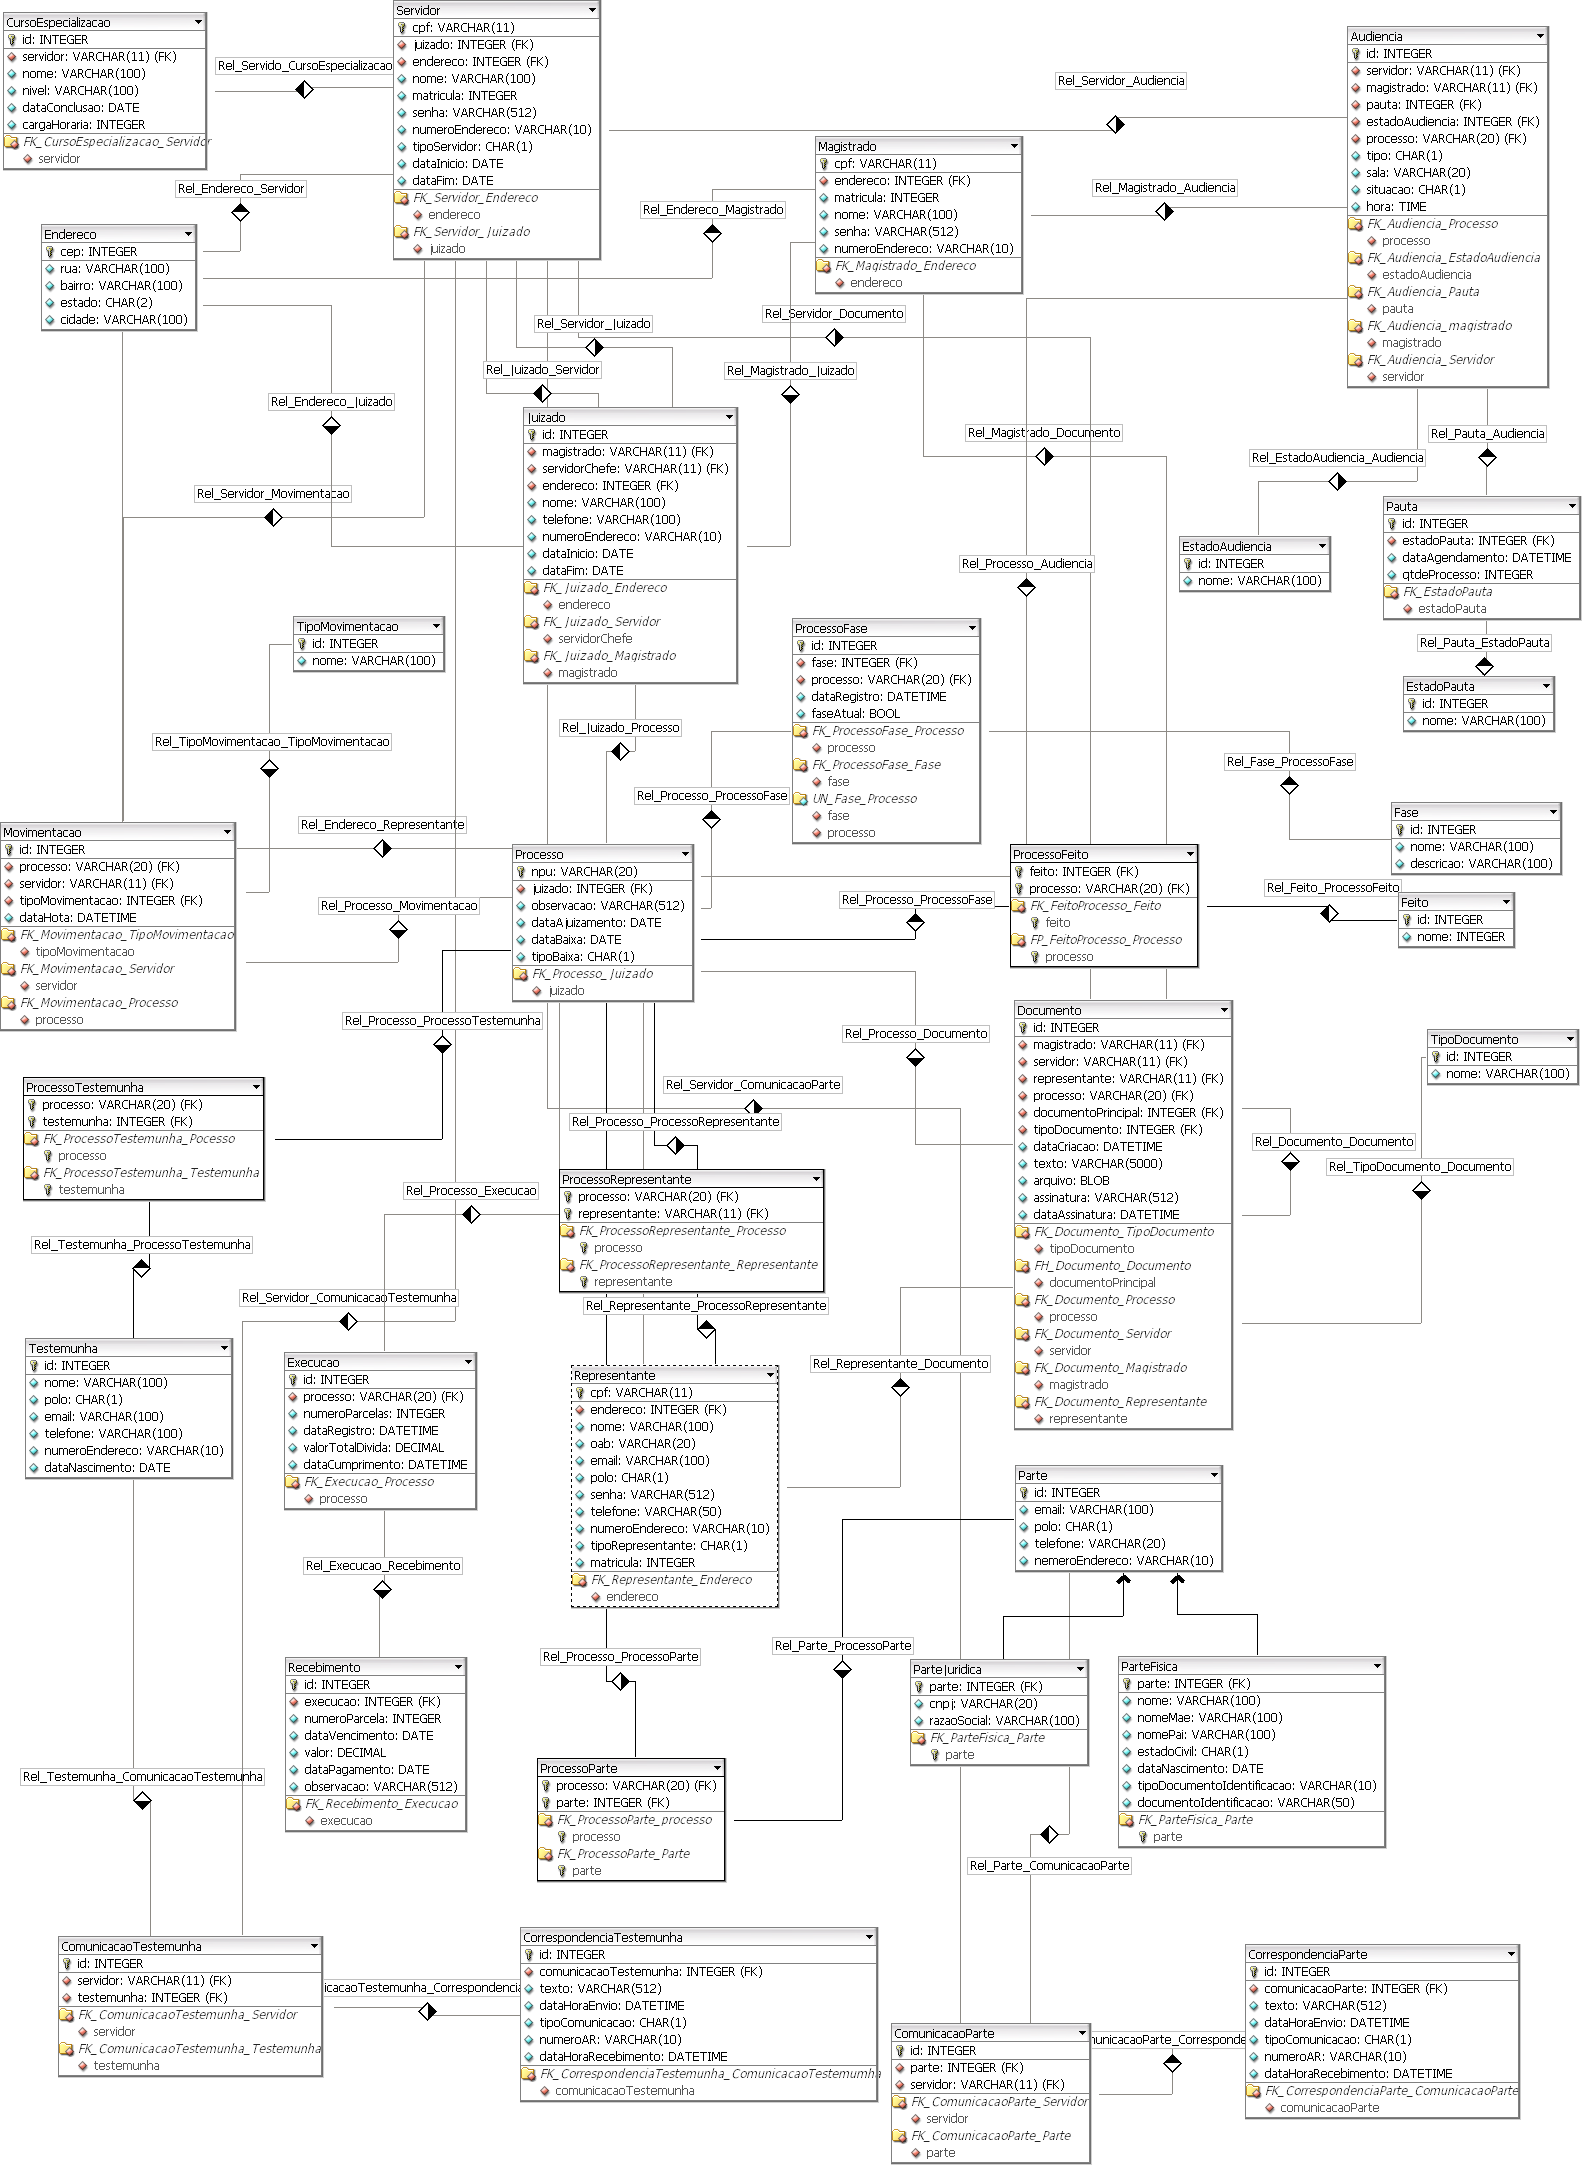 CursoEspecializacao
id: INTEGER
servidor: VARCHAR(11) (FK)
nome: VARCHAR(100)
nivel: VARCHAR(100)
dataConclusao: DATE
cargaHoraria: INTEGER
FK_CursoEspecializacao_Servidor
servidor
Rel_Servido_CursoEspecializacao
Servidor
cpf: VARCHAR(11)
juizado: INTEGER (FK)
endereco: INTEGER (FK)
nome: VARCHAR(100)
matricula: INTEGER
senha: VARCHAR(512)
numeroEndereco: VARCHAR(10)
tipoServidor: CHAR(1)
dataInicio: DATE
dataFim: DATE
FK_Servidor_Endereco
endereco
FK_Servidor_Juizado
juizado
Rel_Servidor_Audiencia
Audiencia
id: INTEGER
servidor: VARCHAR(11) (FK)
magistrado: VARCHAR(11) (FK)
pauta: INTEGER (FK)
estadoAudiencia: INTEGER (FK)
processo: VARCHAR(20) (FK)
tipo: CHAR(1)
sala: VARCHAR(20)
situacao: CHAR(1)
hora: TIME
FK_Audiencia_Processo
processo
FK_Audiencia_EstadoAudiencia
estadoAudiencia
FK_Audiencia_Pauta
pauta
FK_Audiencia_magistrado
magistrado
FK_Audiencia_Servidor
servidor
Magistrado
cpf: VARCHAR(11)
endereco: INTEGER (FK)
matricula: INTEGER
nome: VARCHAR(100)
senha: VARCHAR(512)
numeroEndereco: VARCHAR(10)
FK_Magistrado_Endereco
endereco
Rel_Magistrado_Audiencia
Rel_Endereco_Servidor
Rel_Endereco_Magistrado
Endereco
cep: INTEGER
rua: VARCHAR(100)
bairro: VARCHAR(100)
estado: CHAR(2)
cidade: VARCHAR(100)
Rel_Servidor_Juizado
Rel_Servidor_Documento
Rel_Juizado_Servidor
Rel_Magistrado_Juizado
Rel_Endereco_Juizado
Rel_Magistrado_Documento
Rel_Pauta_Audiencia
Rel_EstadoAudiencia_Audiencia
Rel_Servidor_Movimentacao
Juizado
id: INTEGER
magistrado: VARCHAR(11) (FK)
servidorChefe: VARCHAR(11) (FK)
endereco: INTEGER (FK)
nome: VARCHAR(100)
telefone: VARCHAR(100)
numeroEndereco: VARCHAR(10)
dataInicio: DATE
dataFim: DATE
FK_Juizado_Endereco
endereco
FK_Juizado_Servidor
servidorChefe
FK_Juizado_Magistrado
magistrado
Pauta
id: INTEGER
estadoPauta: INTEGER (FK)
dataAgendamento: DATETIME
qtdeProcesso: INTEGER
FK_EstadoPauta
estadoPauta
EstadoAudiencia
id: INTEGER
nome: VARCHAR(100)
Rel_Processo_Audiencia
Rel_Pauta_EstadoPauta
EstadoPauta
id: INTEGER
nome: VARCHAR(100)
TipoMovimentacao
id: INTEGER
nome: VARCHAR(100)
ProcessoFase
id: INTEGER
fase: INTEGER (FK)
processo: VARCHAR(20) (FK)
dataRegistro: DATETIME
faseAtual: BOOL
FK_ProcessoFase_Processo
processo
FK_ProcessoFase_Fase
fase
UN_Fase_Processo
fase
processo
Rel_Juizado_Processo
Rel_TipoMovimentacao_TipoMovimentacao
Rel_Fase_ProcessoFase
Rel_Processo_ProcessoFase
Fase
id: INTEGER
nome: VARCHAR(100)
descricao: VARCHAR(100)
Rel_Endereco_Representante
Movimentacao
id: INTEGER
processo: VARCHAR(20) (FK)
servidor: VARCHAR(11) (FK)
tipoMovimentacao: INTEGER (FK)
dataHota: DATETIME
FK_Movimentacao_TipoMovimentacao
tipoMovimentacao
FK_Movimentacao_Servidor
servidor
FK_Movimentacao_Processo
processo
Rel_Processo_Movimentacao
Processo
npu: VARCHAR(20)
juizado: INTEGER (FK)
observacao: VARCHAR(512)
dataAjuizamento: DATE
dataBaixa: DATE
tipoBaixa: CHAR(1)
FK_Processo_Juizado
juizado
Rel_Processo_ProcessoFase
ProcessoFeito
feito: INTEGER (FK)
processo: VARCHAR(20) (FK)
FK_FeitoProcesso_Feito
feito
FP_FeitoProcesso_Processo
processo
Rel_Feito_ProcessoFeito
Feito
id: INTEGER
nome: INTEGER
Rel_Processo_ProcessoTestemunha
Rel_Processo_Documento
Documento
id: INTEGER
magistrado: VARCHAR(11) (FK)
servidor: VARCHAR(11) (FK)
representante: VARCHAR(11) (FK)
processo: VARCHAR(20) (FK)
documentoPrincipal: INTEGER (FK)
tipoDocumento: INTEGER (FK)
dataCriacao: DATETIME
texto: VARCHAR(5000)
arquivo: BLOB
assinatura: VARCHAR(512)
dataAssinatura: DATETIME
FK_Documento_TipoDocumento
tipoDocumento
FH_Documento_Documento
documentoPrincipal
FK_Documento_Processo
processo
FK_Documento_Servidor
servidor
FK_Documento_Magistrado
magistrado
FK_Documento_Representante
representante
TipoDocumento
id: INTEGER
nome: VARCHAR(100)
Rel_Documento_Documento
Rel_TipoDocumento_Documento
ProcessoTestemunha
processo: VARCHAR(20) (FK)
testemunha: INTEGER (FK)
FK_ProcessoTestemunha_Pocesso
processo
FK_ProcessoTestemunha_Testemunha
testemunha
Rel_Servidor_ComunicacaoParte
Rel_Processo_ProcessoRepresentante
ProcessoRepresentante
processo: VARCHAR(20) (FK)
representante: VARCHAR(11) (FK)
FK_ProcessoRepresentante_Processo
processo
FK_ProcessoRepresentante_Representante
representante
Rel_Processo_Execucao
Rel_Testemunha_ProcessoTestemunha
Rel_Servidor_ComunicacaoTestemunha
Rel_Representante_ProcessoRepresentante
Rel_Representante_Documento
Testemunha
id: INTEGER
nome: VARCHAR(100)
polo: CHAR(1)
email: VARCHAR(100)
telefone: VARCHAR(100)
numeroEndereco: VARCHAR(10)
dataNascimento: DATE
Execucao
id: INTEGER
processo: VARCHAR(20) (FK)
numeroParcelas: INTEGER
dataRegistro: DATETIME
valorTotalDivida: DECIMAL
dataCumprimento: DATETIME
FK_Execucao_Processo
processo
Representante
cpf: VARCHAR(11)
endereco: INTEGER (FK)
nome: VARCHAR(100)
oab: VARCHAR(20)
email: VARCHAR(100)
polo: CHAR(1)
senha: VARCHAR(512)
telefone: VARCHAR(50)
numeroEndereco: VARCHAR(10)
tipoRepresentante: CHAR(1)
matricula: INTEGER
FK_Representante_Endereco
endereco
Parte
id: INTEGER
email: VARCHAR(100)
polo: CHAR(1)
telefone: VARCHAR(20)
nemeroEndereco: VARCHAR(10)
Rel_Execucao_Recebimento
Rel_Processo_ProcessoParte
Rel_Parte_ProcessoParte
Recebimento
id: INTEGER
execucao: INTEGER (FK)
numeroParcela: INTEGER
dataVencimento: DATE
valor: DECIMAL
dataPagamento: DATE
observacao: VARCHAR(512)
FK_Recebimento_Execucao
execucao
ParteJuridica
parte: INTEGER (FK)
cnpj: VARCHAR(20)
razaoSocial: VARCHAR(100)
FK_ParteFisica_Parte
parte
ParteFisica
parte: INTEGER (FK)
nome: VARCHAR(100)
nomeMae: VARCHAR(100)
nomePai: VARCHAR(100)
estadoCivil: CHAR(1)
dataNascimento: DATE
tipoDocumentoIdentificacao: VARCHAR(10)
documentoIdentificacao: VARCHAR(50)
FK_ParteFisica_Parte
parte
Rel_Testemunha_ComunicacaoTestemunha
ProcessoParte
processo: VARCHAR(20) (FK)
parte: INTEGER (FK)
FK_ProcessoParte_processo
processo
FK_ProcessoParte_Parte
parte
Rel_Parte_ComunicacaoParte
ComunicacaoTestemunha
id: INTEGER
servidor: VARCHAR(11) (FK)
testemunha: INTEGER (FK)
FK_ComunicacaoTestemunha_Servidor
servidor
FK_ComunicacaoTestemunha_Testemunha
testemunha
icacaoTestemunha_Correspondencia
CorrespondenciaTestemunha
id: INTEGER
comunicacaoTestemunha: INTEGER (FK)
texto: VARCHAR(512)
dataHoraEnvio: DATETIME
tipoComunicacao: CHAR(1)
numeroAR: VARCHAR(10)
dataHoraRecebimento: DATETIME
FK_CorrespondenciaTestemunha_ComunicacaoTestemumha
comunicacaoTestemunha
ComunicacaoParte
id: INTEGER
parte: INTEGER (FK)
servidor: VARCHAR(11) (FK)
FK_ComunicacaoParte_Servidor
servidor
FK_ComunicacaoParte_Parte
parte
nunicacaoParte_Corresponde
CorrespondenciaParte
id: INTEGER
comunicacaoParte: INTEGER (FK)
texto: VARCHAR(512)
dataHoraEnvio: DATETIME
tipoComunicacao: CHAR(1)
numeroAR: VARCHAR(10)
dataHoraRecebimento: DATETIME
FK_CorrespondenciaParte_ComunicacaoParte
comunicacaoParte